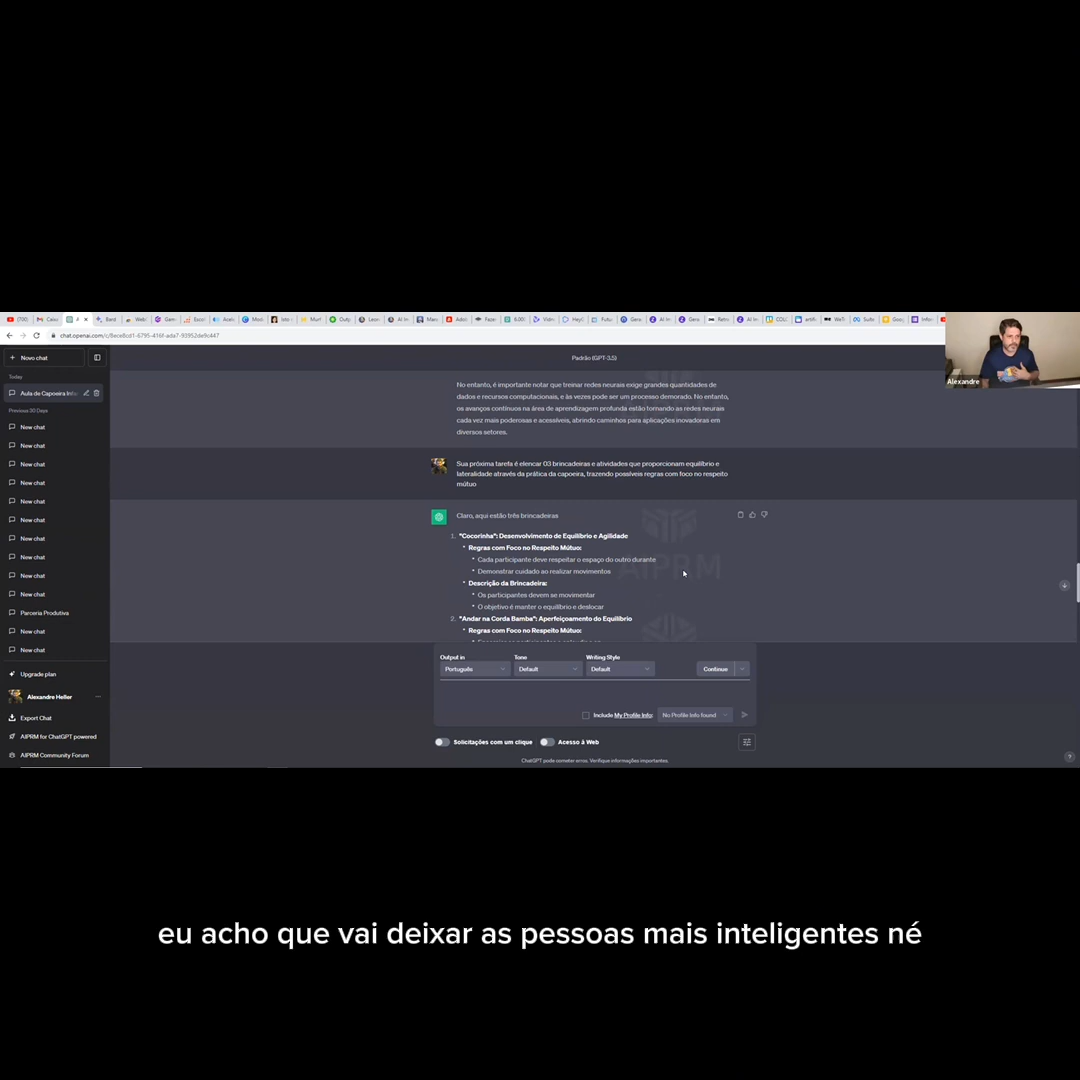 chat.openai.com/c/8ece8cd1-6795-416f-ada7-93952de9c447
Novo chat
Today
Aula de Capoeira Infa
Previous 30 Days
New chat
New chat
New chat
New chat
New chat
New chat
New chat
New chat
New chat
New chat
Parceria Produtiva
New chat
New chat
Upgrade plan
Alexandre Heller
Export Chat
AIPRM for ChatGPT powered
AIPRM Community Forum
Padrão (GPT-3.5)
No entanto, é importante notar que treinar redes neurais exige grandes quantidades de
dados e recursos computacionais, e às vezes pode ser um processo demorado. No entanto,
os avanços contínuos na área de aprendizagem profunda estão tornando as redes neurais
cada vez mais poderosas e acessíveis, abrindo caminhos para aplicações inovadoras em
diversos setores.
Sua próxima tarefa é elencar 03 brincadeiras e atividades que proporcionam equilíbrio e
lateralidade através da prática da capoeira, trazendo possíveis regras com foco no respeito
mútuo
Claro, aqui estão três brincadeiras
1. "Cocorinha": Desenvolvimento de Equilíbrio e Agilidade
Regras com Foco no Respeito Mútuo:
Cada participante deve respeitar o espaço do outro durante
Demonstrar cuidado ao realizar movimentos
Descrição da Brincadeira:
Os participantes devem se movimentar
O objetivo é manter o equilíbrio e deslocar
2. "Andar na Corda Bamba": Aperfeiçoamento do Equilíbrio
Regras com Foco no Respeito Mútuo:
AIPRM
Output in Tone Writing Style
Português Default Default Continue
Include My Profile Info: No Profile Info found
Solicitações com um clique Acesso à Web
ChatGPT pode cometer erros. Verifique informações importantes.
Alexandre
eu acho que vai deixar as pessoas mais inteligentes né